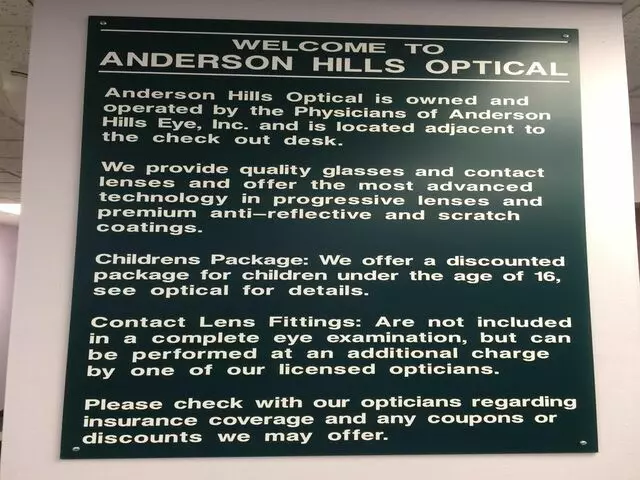 WELCOME TO
ANDERSON HILLS OPTICAL
Anderson Hills Optical is owned and
operated by the Physicians of Anderson
Hills Eye, Inc. and is located adjacent to
the check out desk.
We provide quality glasses and contact
lenses and offer the most advanced
technology in progressive lenses and
premium anti-reflective and scratch
coatings.
Childrens Package: We offer a discounted
package for children under the age of 16,
see optical for details.
Contact Lens Fittings: Are not included
in a complete eye examination, but can
be performed at an additional charge
by one of our licensed opticians.
Please check with our opticians regarding
insurance coverage and any coupons or
discounts we may offer.